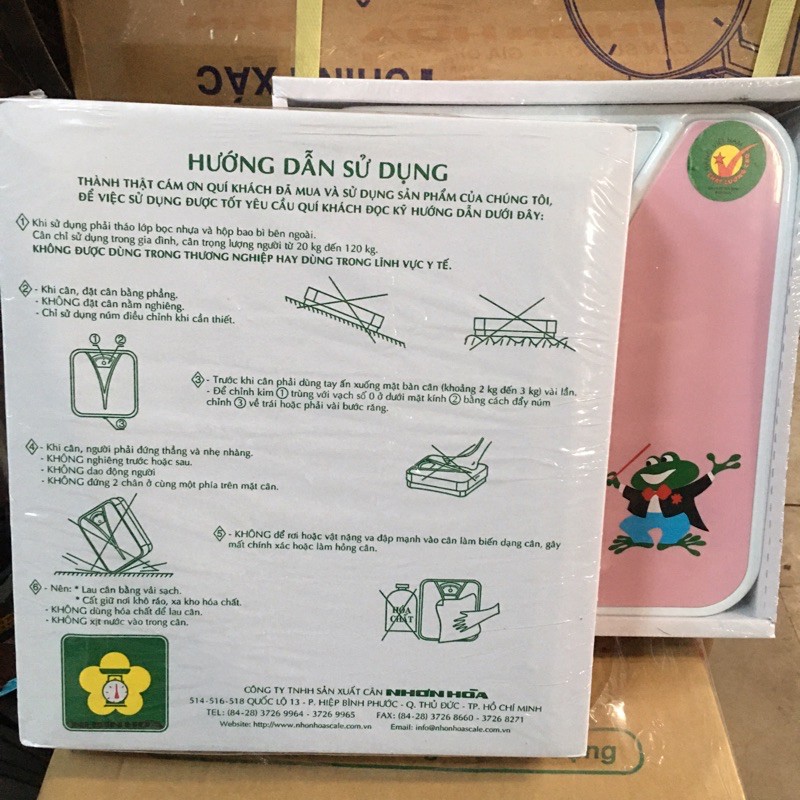 CHÍNH XÁC
HƯỚNG DẪN SỬ DỤNG
THÀNH THẬT CÁM ƠN QUÍ KHÁCH ĐÃ MUA VÀ SỬ DỤNG SẢN PHẨM CỦA CHÚNG TÔI,
ĐỂ VIỆC SỬ DỤNG ĐƯỢC TỐT YÊU CẦU QUÍ KHÁCH ĐỌC KỸ HƯỚNG DẪN DƯỚI ĐÂY:
1 Khi sử dụng phải tháo lớp bọc nhựa và hộp bao bì bên ngoài.
Cân chỉ sử dụng trong gia đình, cân trọng lượng người từ 20 kg đến 120 kg.
KHÔNG ĐƯỢC DÙNG TRONG THƯƠNG NGHIỆP HAY DÙNG TRONG LĨNH VỰC Y TẾ.
2 - Khi cân, đặt cân bằng phẳng.
- KHÔNG đặt cân nằm nghiêng.
- Chỉ sử dụng núm điều chỉnh khi cần thiết.
1 2
3
3 - Trước khi cân phải dùng tay ấn xuống mặt bàn cân (khoảng 2 kg đến 3 kg) vài lần.
- Để chỉnh kim 1 trùng với vạch số 0 ở dưới mặt kính 2 bằng cách đẩy núm
chỉnh 3 về trái hoặc phải vài bước răng.
4 - Khi cân, người phải đứng thẳng và nhẹ nhàng.
- KHÔNG nghiêng trước hoặc sau.
- KHÔNG dao động người
- KHÔNG đứng 2 chân ở cùng một phía trên mặt cân.
5 - KHÔNG để rơi hoặc vật nặng va đập mạnh vào cân làm biến dạng cân, gây
mất chính xác hoặc làm hỏng cân.
6 - Nên: * Lau cân bằng vải sạch.
* Cất giữ nơi khô ráo, xa kho hóa chất.
- KHÔNG dùng hóa chất để lau cân.
- KHÔNG xịt nước vào trong cân.
HÓA
CHẤT
NHƠN HÒA
CÔNG TY TNHH SẢN XUẤT CÂN NHƠN HÒA
514-516-518 QUỐC LỘ 13 - P. HIỆP BÌNH PHƯỚC - Q. THỦ ĐỨC - TP. HỒ CHÍ MINH
TEL: (84-28) 3726 9964 - 3726 9965 FAX: (84-28) 3726 8660 - 3726 8271
Website: http://www.nhonhoascale.com.vn Email: info@nhonhoascale.com.vn